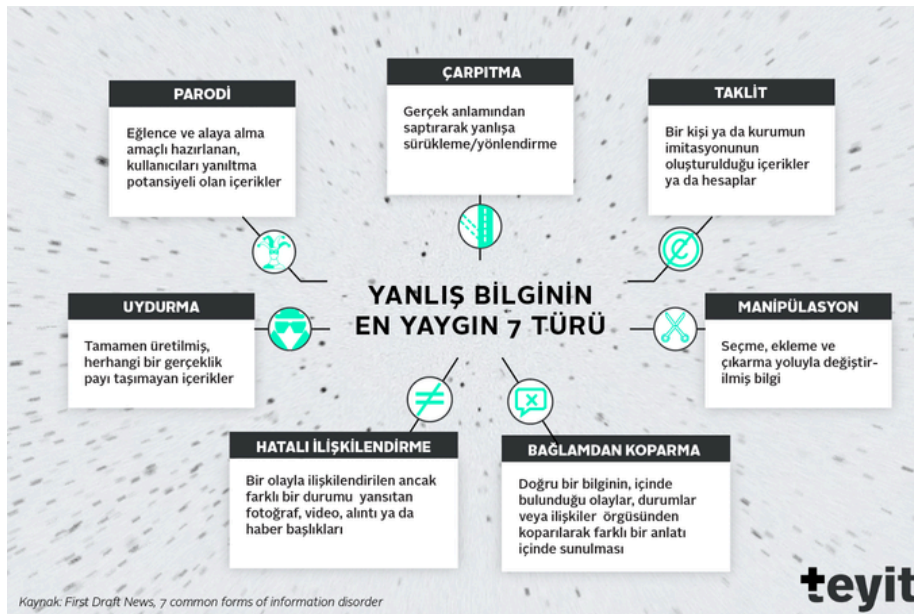 ÇARPITMA
Gerçek anlamından
saptırarak yanlışa
sürükleme/yönlendirme
PARODİ
Eğlence ve alaya alma
amaçlı hazırlanan,
kullanıcıları yanıltma
potansiyeli olan içerikler
TAKLİT
Bir kişi ya da kurumun
imitasyonunun
oluşturulduğu içerikler
ya da hesaplar
YANLIŞ BİLGİNİN
EN YAYGIN 7 TÜRÜ
UYDURMA
Tamamen üretilmiş,
herhangi bir gerçeklik
payı taşımayan içerikler
MANİPÜLASYON
Seçme, ekleme ve
çıkarma yoluyla değiştir-
ilmiş bilgi
HATALI İLİŞKİLENDİRME
Bir olayla ilişkilendirilen ancak
farklı bir durumu yansıtan
fotoğraf, video, alıntı ya da
haber başlıkları
BAĞLAMDAN KOPARMA
Doğru bir bilginin, içinde
bulunduğu olaylar, durumlar
veya ilişkiler örgüsünden
koparılarak farklı bir anlatı
içinde sunulması
Kaynak: First Draft News, 7 common forms of information disorder
teyit